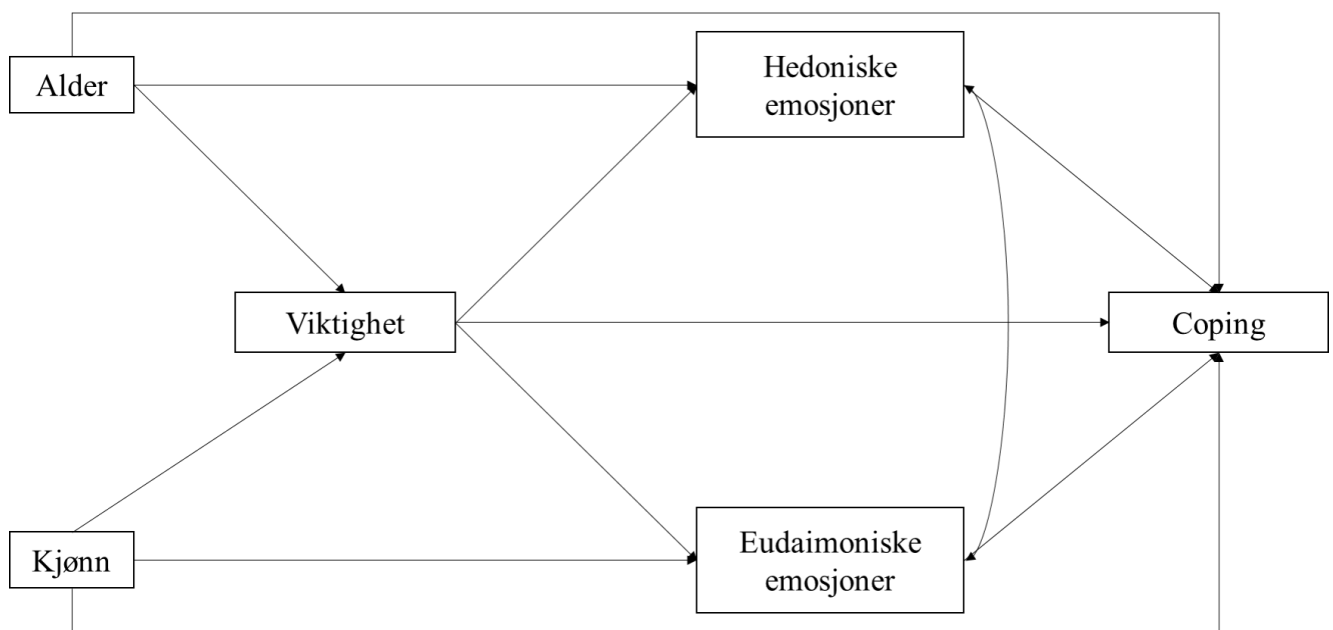 Alder
Hedoniske
emosjoner
Viktighet
Coping
Kjønn
Eudaimoniske
emosjoner